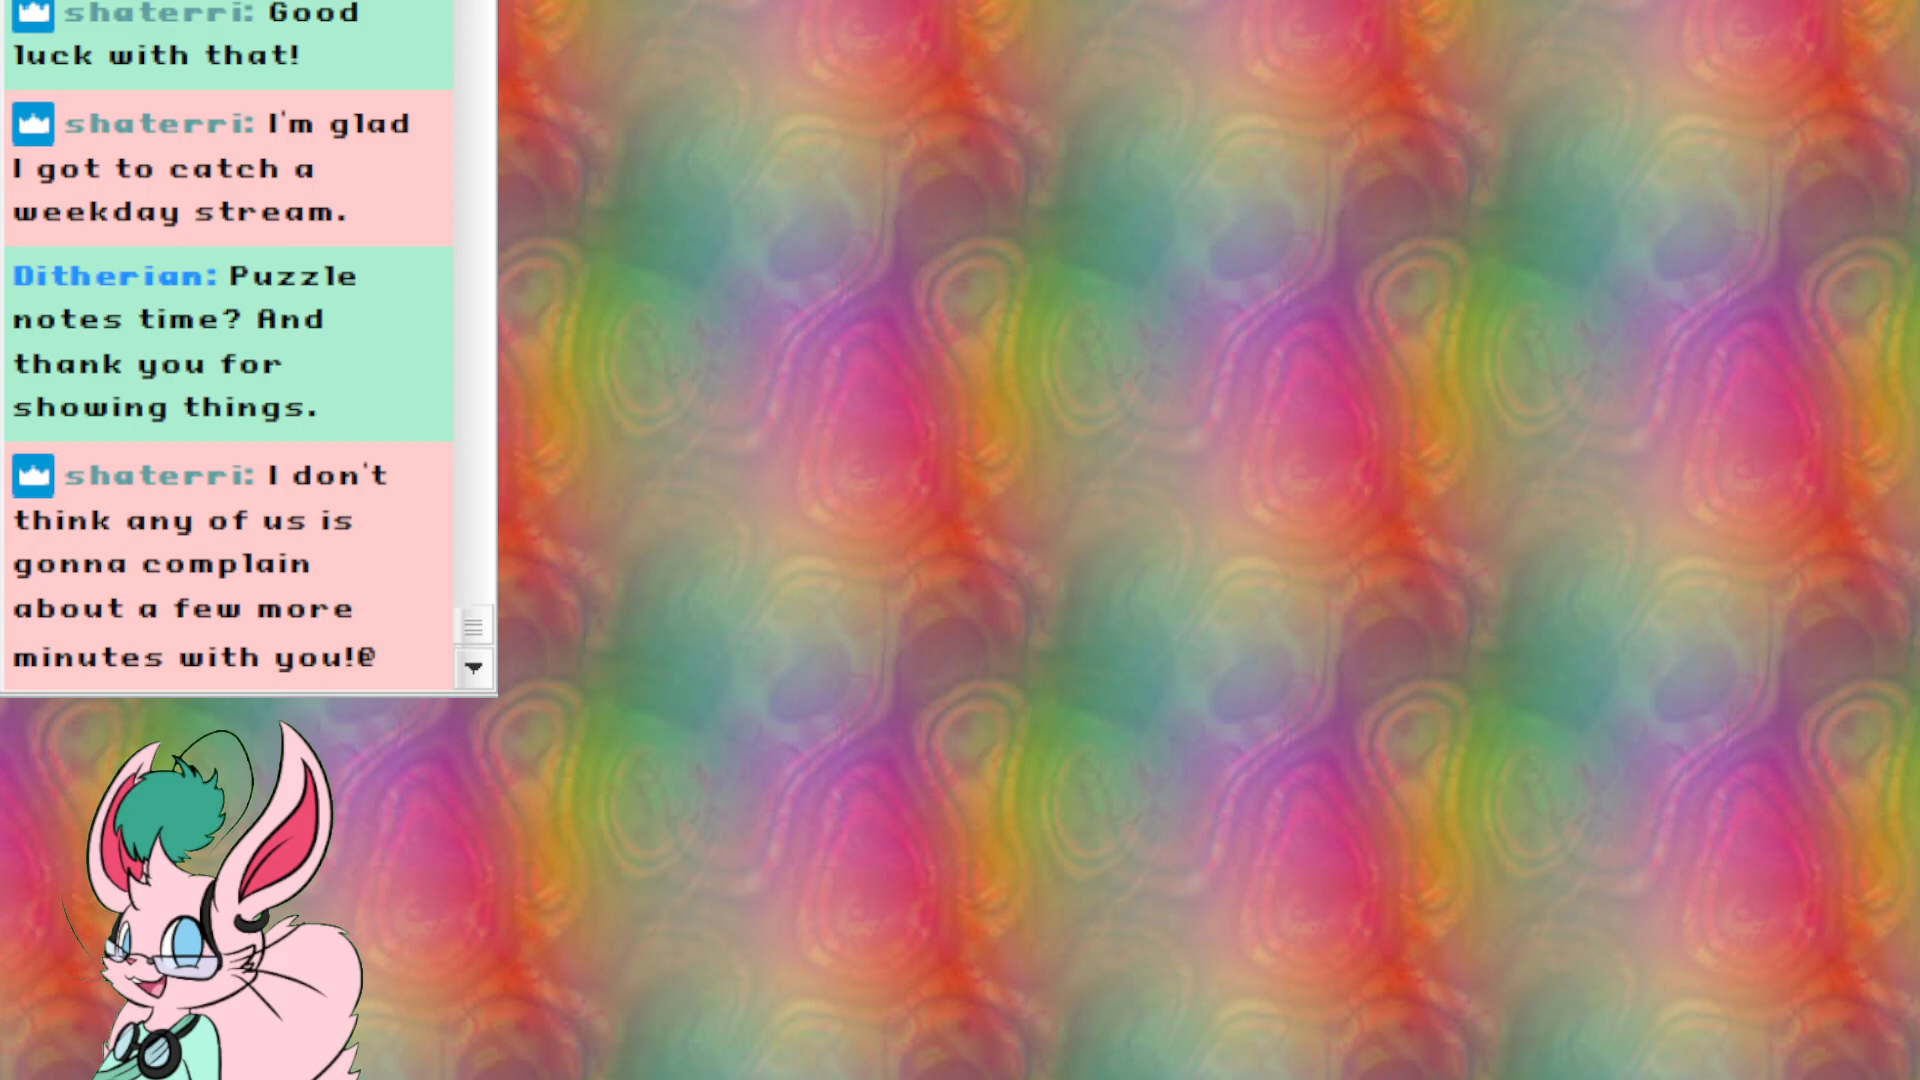 shaterri: Good
luck with that!
shaterri: I'm glad
I got to catch a
weekday stream.
Ditherian: Puzzle
notes time? And
thank you for
showing things.
shaterri: I don't
think any of us is
gonna complain
about a few more
minutes with you!@